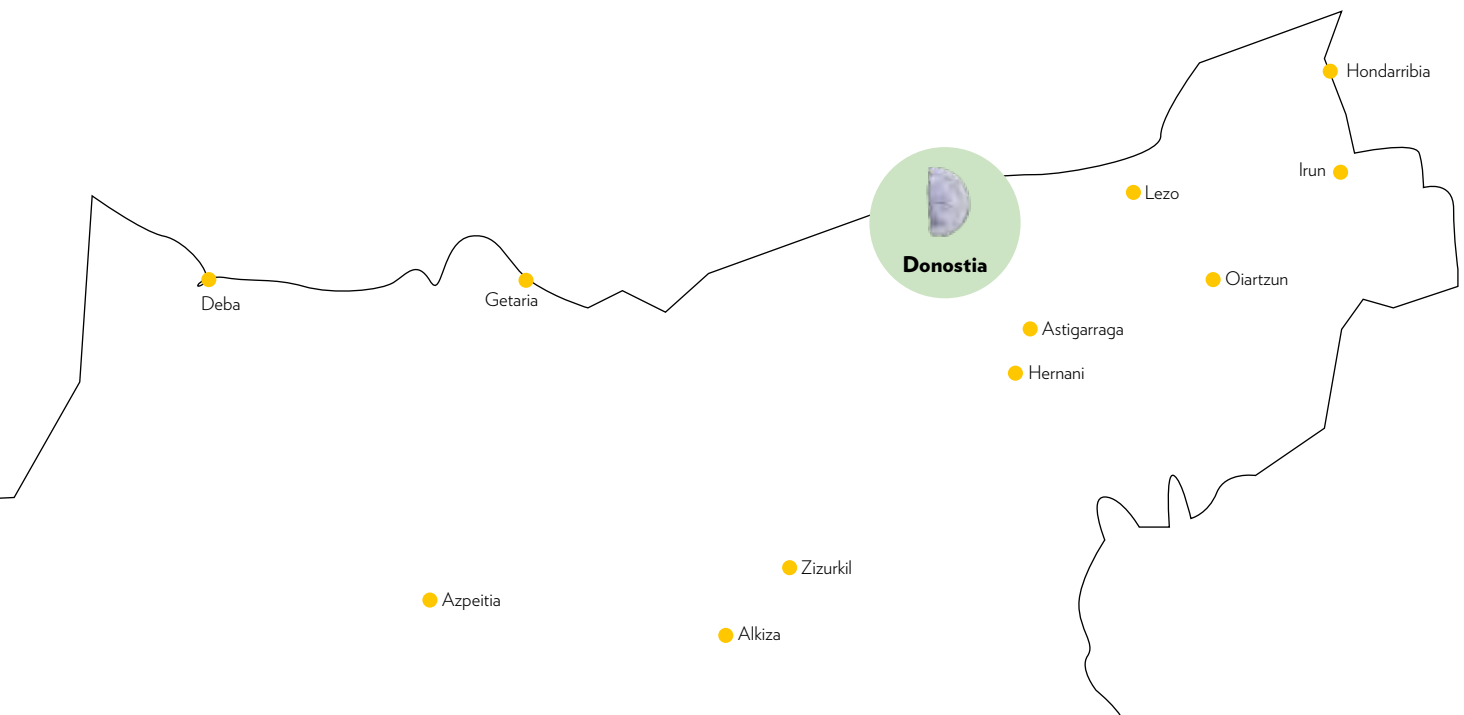 Hondarribia
Irun
Lezo
Donostia
Oiartzun
Deba
Getaria
Astigarraga
Hernani
Zizurkil
Azpeitia
Alkiza